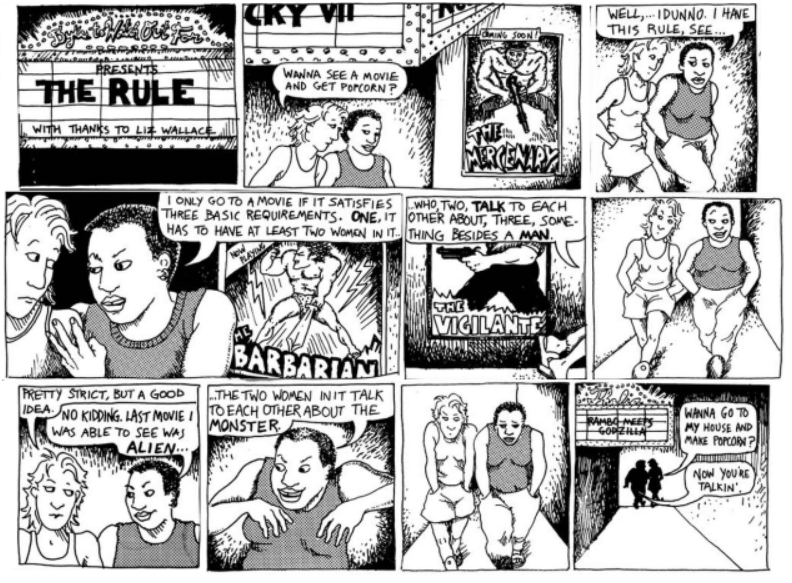 Dykes to Watch Out For
PRESENTS
THE RULE
WITH THANKS TO LIZ WALLACE
CRY VII
WANNA SEE A MOVIE
AND GET POPCORN?
COMING SOON!
THE
MERCENARY
WELL,... I DUNNO. I HAVE
THIS RULE, SEE...
I ONLY GO TO A MOVIE IF IT SATISFIES
THREE BASIC REQUIREMENTS. ONE, IT
HAS TO HAVE AT LEAST TWO WOMEN IN IT...
NOW
PLAYING
THE
BARBARIAN
...WHO, TWO, TALK TO EACH
OTHER ABOUT, THREE, SOME-
THING BESIDES A MAN.
THE
VIGILANTE
PRETTY STRICT, BUT A GOOD
IDEA.
NO KIDDING. LAST MOVIE I
WAS ABLE TO SEE WAS
ALIEN...
...THE TWO WOMEN IN IT TALK
TO EACH OTHER ABOUT THE
MONSTER.
RAMBO MEETS
GODZILLA
WANNA GO TO
MY HOUSE AND
MAKE POPCORN?
NOW YOU'RE
TALKIN'.